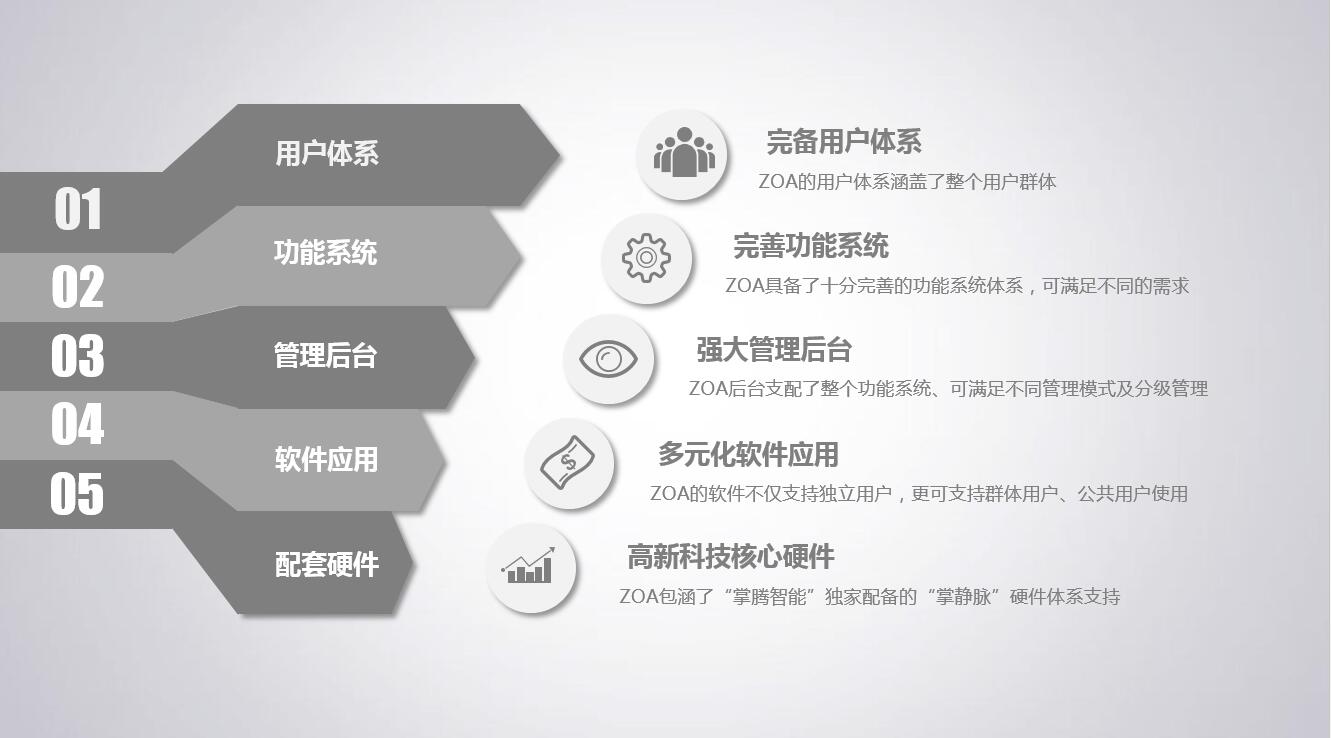 01
用户体系
完备用户体系
ZOA的用户体系涵盖了整个用户群体
02
功能系统
完善功能系统
ZOA具备了十分完善的功能系统体系，可满足不同的需求
03
管理后台
强大管理后台
ZOA后台支配了整个功能系统、可满足不同管理模式及分级管理
04
软件应用
多元化软件应用
ZOA的软件不仅支持独立用户，更可支持群体用户、公共用户使用
05
配套硬件
高新科技核心硬件
ZOA包涵了“掌腾智能”独家配备的“掌静脉”硬件体系支持